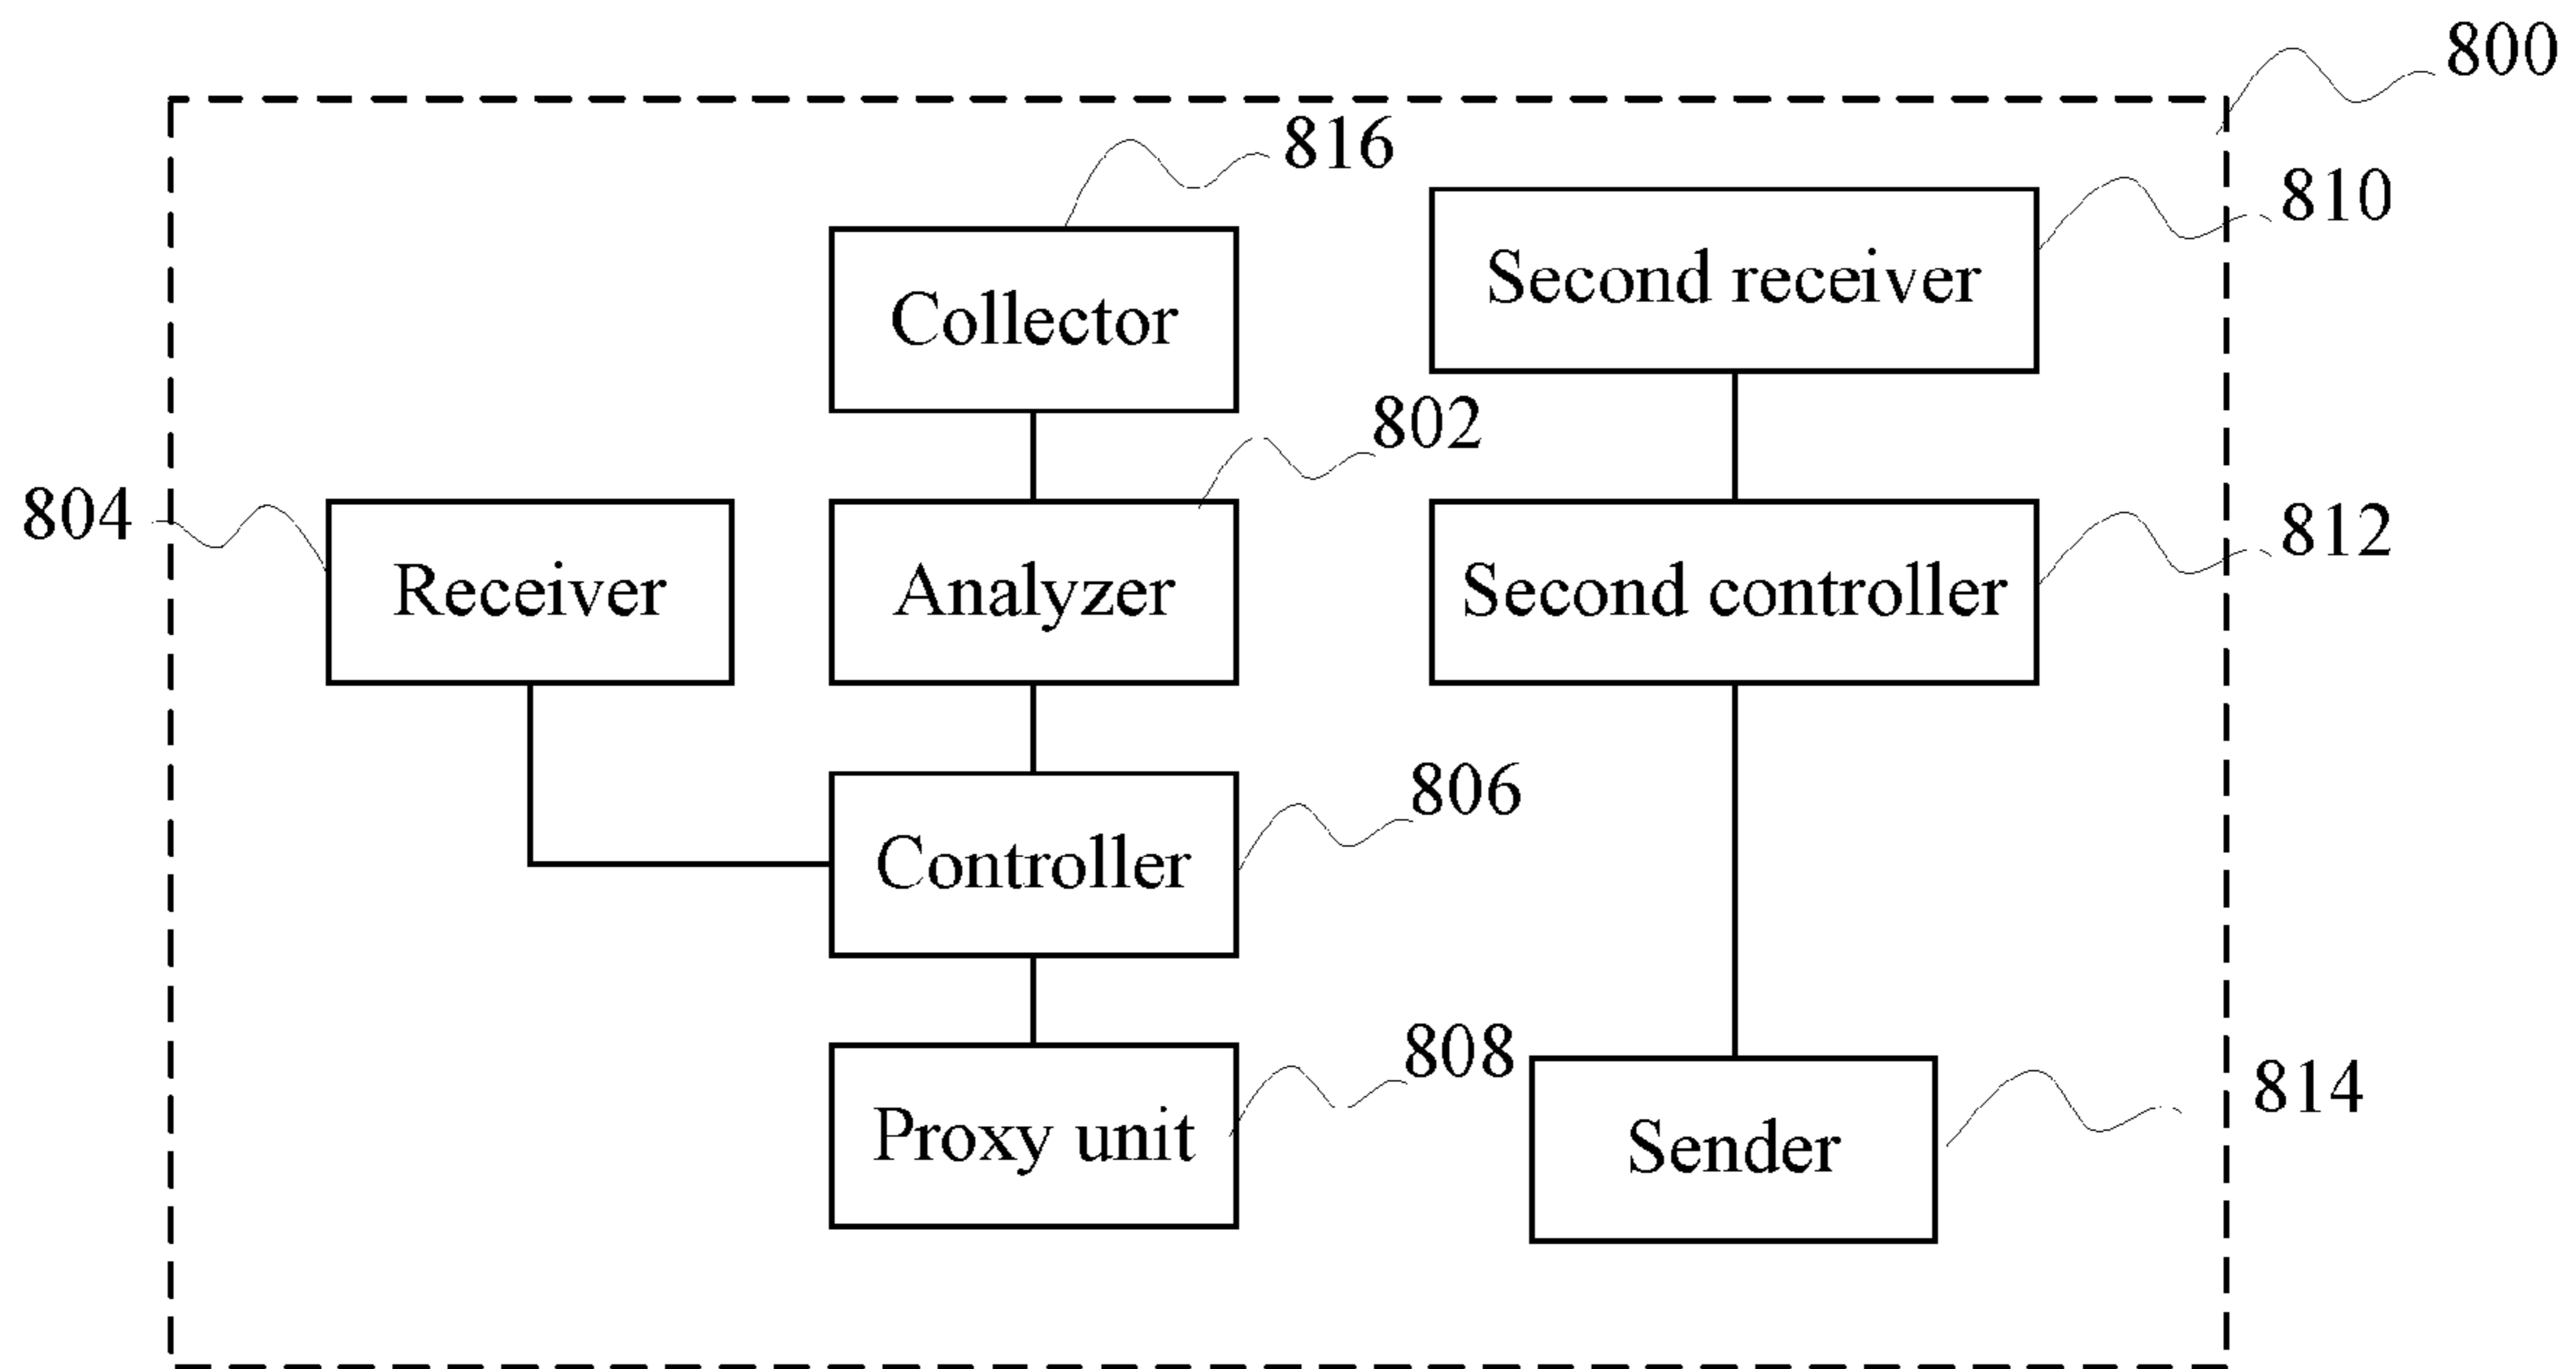 800
816
810
Collector
Second receiver
802
804
812
Receiver
Analyzer
Second controller
806
Controller
808
814
Proxy unit
Sender